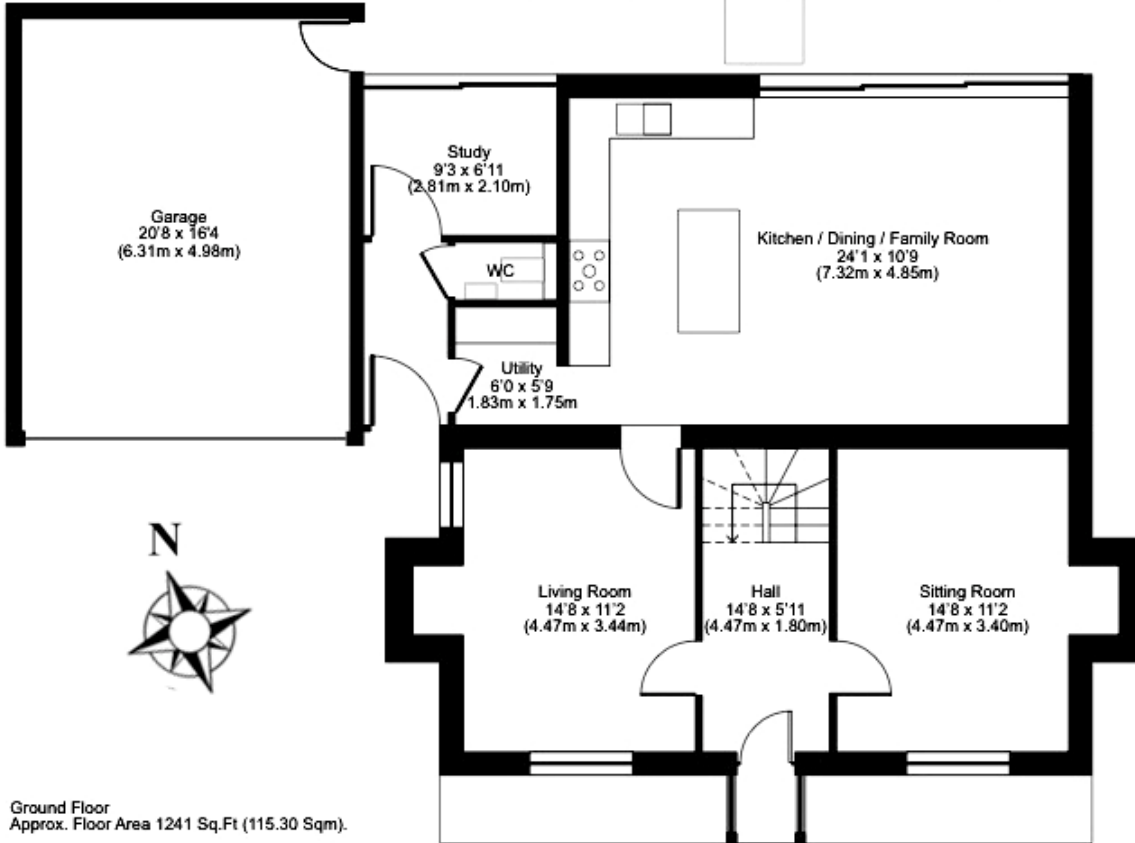 Garage
20'8 x 16'4
(6.31m x 4.98m)
Study
9'3 x 6'11
(2.81m x 2.10m)
WC
Kitchen / Dining / Family Room
24'1 x 10'9
(7.32m x 4.85m)
Utility
6'0 x 5'9
1.83m x 1.75m
N
Living Room
14'8 x 11'2
(4.47m x 3.44m)
Hall
14'8 x 5'11
(4.47m x 1.80m)
Sitting Room
14'8 x 11'2
(4.47m x 3.40m)
Ground Floor
Approx. Floor Area 1241 Sq.Ft (115.30 Sqm).